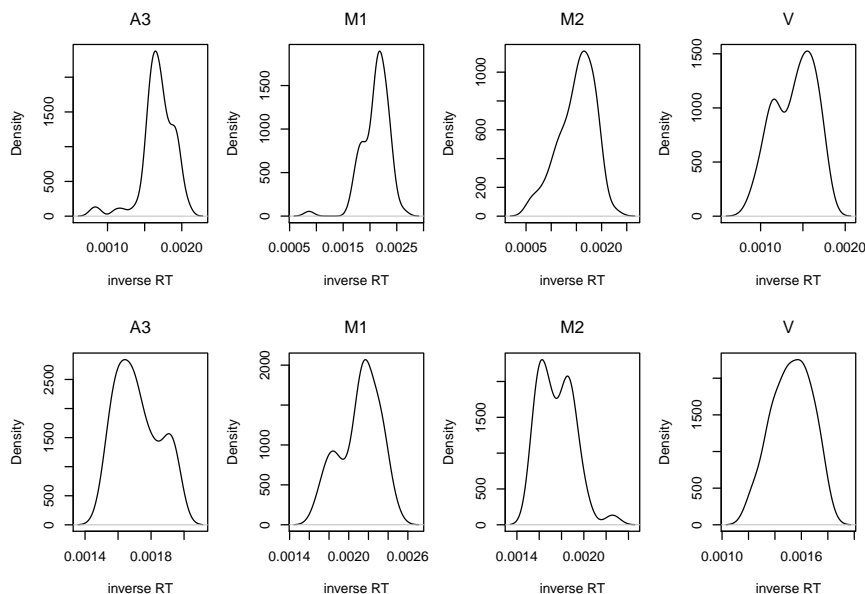 A3
M1
M2
V
Density
0
500
1500
0.0010
0.0020
inverse RT
Density
0
500
1000
1500
0.0005
0.0015
0.0025
inverse RT
Density
0
200
600
1000
0.0005
0.0020
inverse RT
Density
0
500
1000
1500
0.0010
0.0020
inverse RT
A3
M1
M2
V
Density
0
500
1500
2500
0.0014
0.0018
inverse RT
Density
0
500
1000
2000
0.0014
0.0020
0.0026
inverse RT
Density
0
500
1500
0.0014
0.0020
inverse RT
Density
0
500
1500
0.0010
0.0016
inverse RT